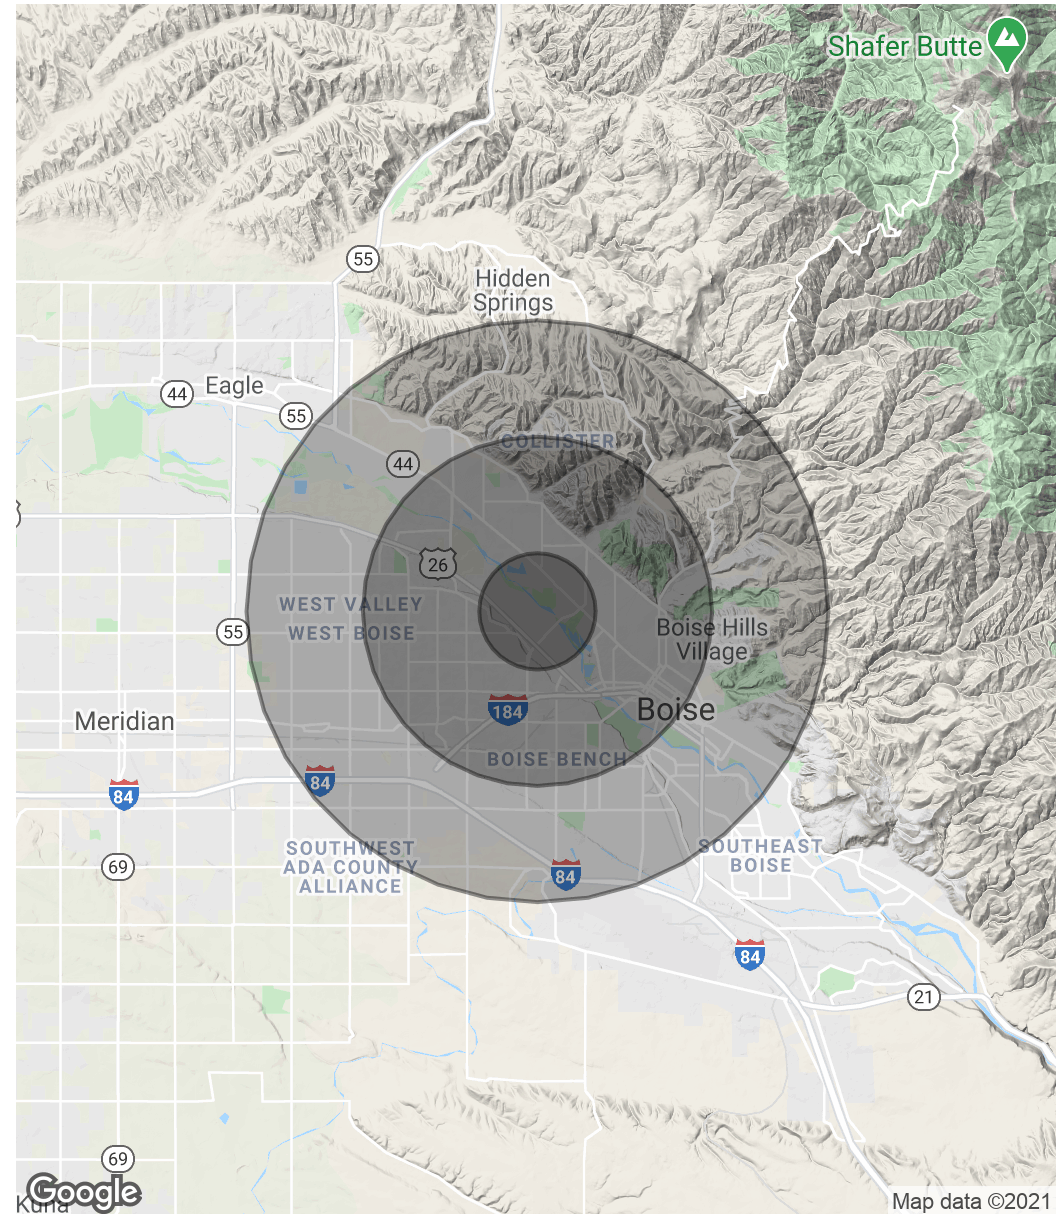 Shafer Butte
55
Hidden
Springs
Eagle
44
55
COLLISTER
44
26
WEST VALLEY
WEST BOISE
55
Boise Hills
Village
184
Boise
Meridian
BOISE BENCH
84
84
SOUTHWEST
ADA COUNTY
ALLIANCE
SOUTHEAST
BOISE
69
84
84
21
69
Google
Kuna
Map data ©2021